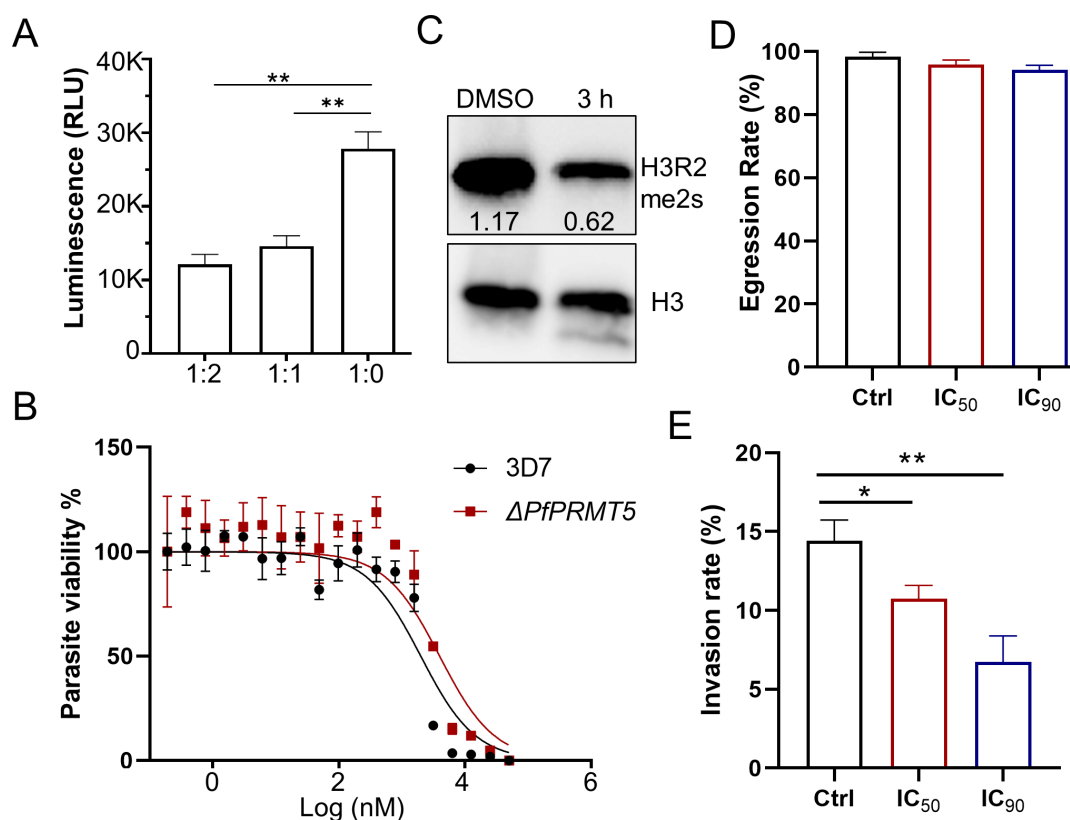 A
Luminescence (RLU)
40K
30K
20K
10K
0
**
**
1:2 1:1 1:0
C
DMSO 3 h
H3R2
me2s
1.17 0.62
H3
D
Egression Rate (%)
100
80
60
40
20
0
Ctrl IC50 IC90
B
Parasite viability %
150
100
50
0
3D7
ΔPfPRMT5
0 2 4 6
Log (nM)
E
Invasion rate (%)
20
15
10
5
0
**
*
Ctrl IC50 IC90